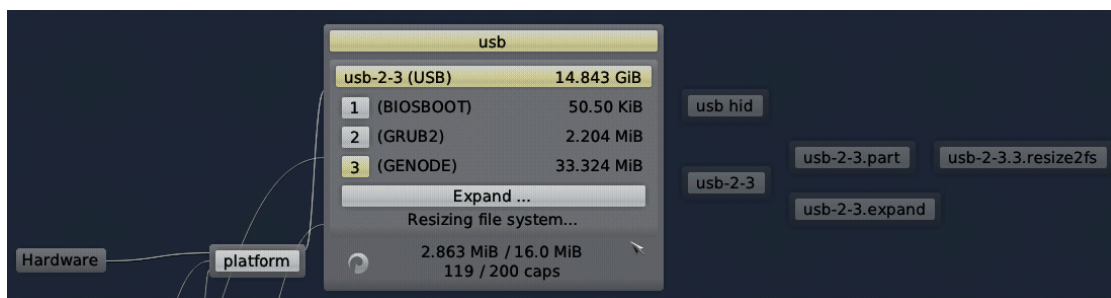 usb
usb-2-3 (USB) 14.843 GiB
1 (BIOSBOOT) 50.50 KiB
2 (GRUB2) 2.204 MiB
3 (GENODE) 33.324 MiB
Expand ...
Resizing file system...
2.863 MiB / 16.0 MiB
119 / 200 caps
Hardware
platform
usb hid
usb-2-3
usb-2-3.part
usb-2-3.3.resize2fs
usb-2-3.expand